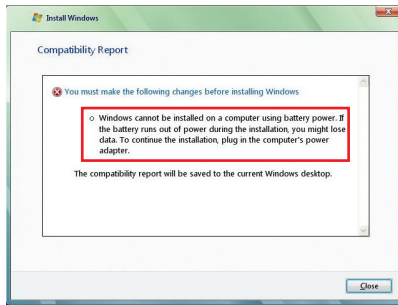 Install Windows
Compatibility Report
You must make the following changes before installing Windows
Windows cannot be installed on a computer using battery power. If
the battery runs out of power during the installation, you might lose
data. To continue the installation, plug in the computer's power
adapter.
The compatibility report will be saved to the current Windows desktop.
Close